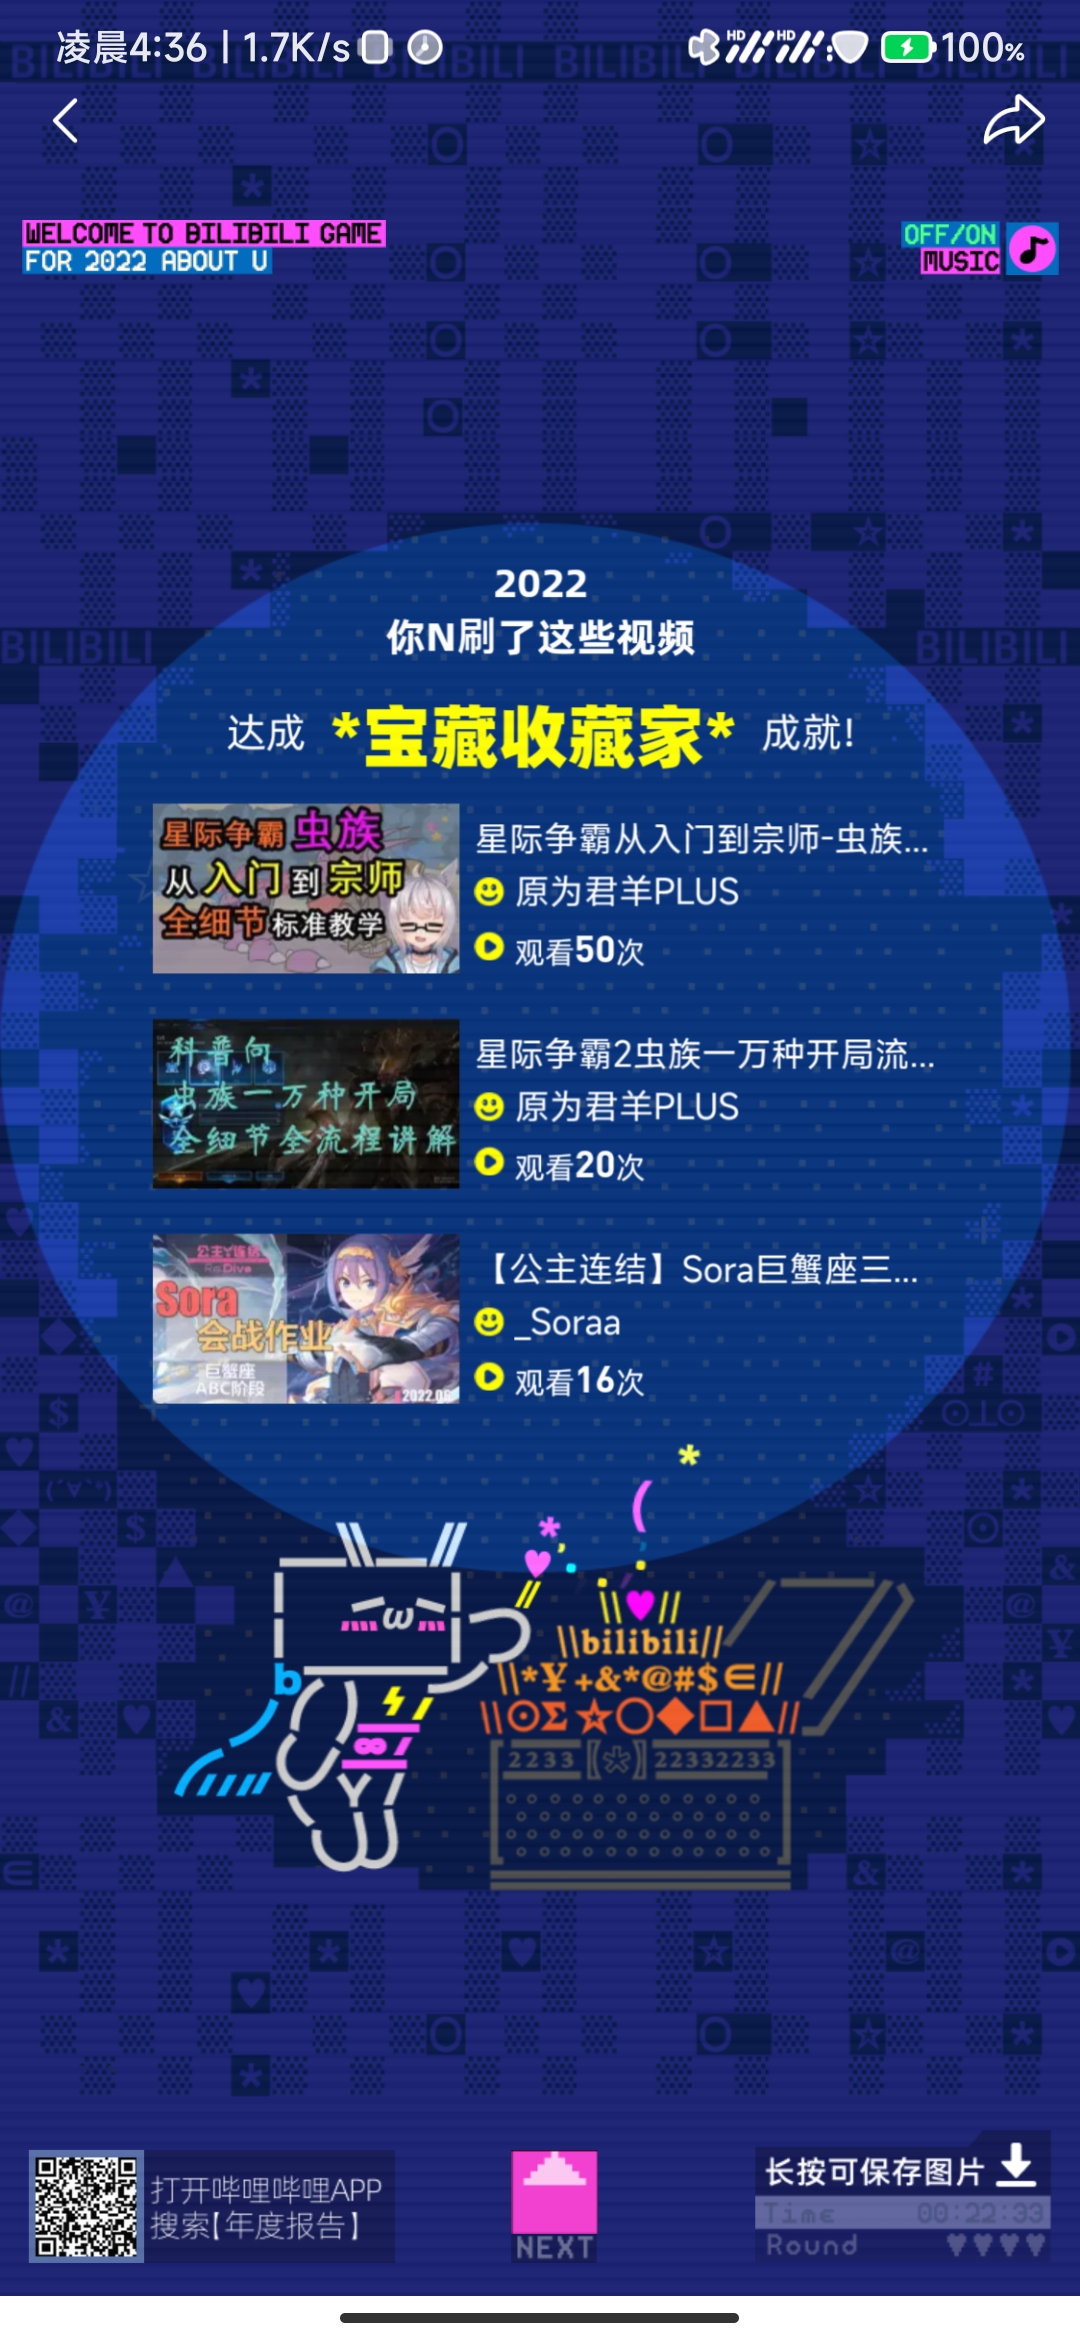 凌晨4:36 | 1.7K/s
100%
WELCOME TO BILIBILI GAME
FOR 2022 ABOUT U
OFF/ON
MUSIC
2022
你N刷了这些视频
达成 *宝藏收藏家* 成就!
星际争霸虫族
从入门到宗师
全细节标准教学
星际争霸从入门到宗师-虫族...
原为君羊PLUS
观看50次
科普向
虫族一万种开局
全细节全流程讲解
星际争霸2虫族一万种开局流...
原为君羊PLUS
观看20次
公主连结
Re:Dive
Sora
会战作业
巨蟹座
ABC阶段
【公主连结】Sora巨蟹座三...
_Soraa
观看16次
\\bilibili//
\\*¥+&*@#$∈//
\\⊙Σ☆○◆□▲//
2233【*】22332233
打开哔哩哔哩APP
搜索【年度报告】
NEXT
长按可保存图片
Time 00:22:33
Round